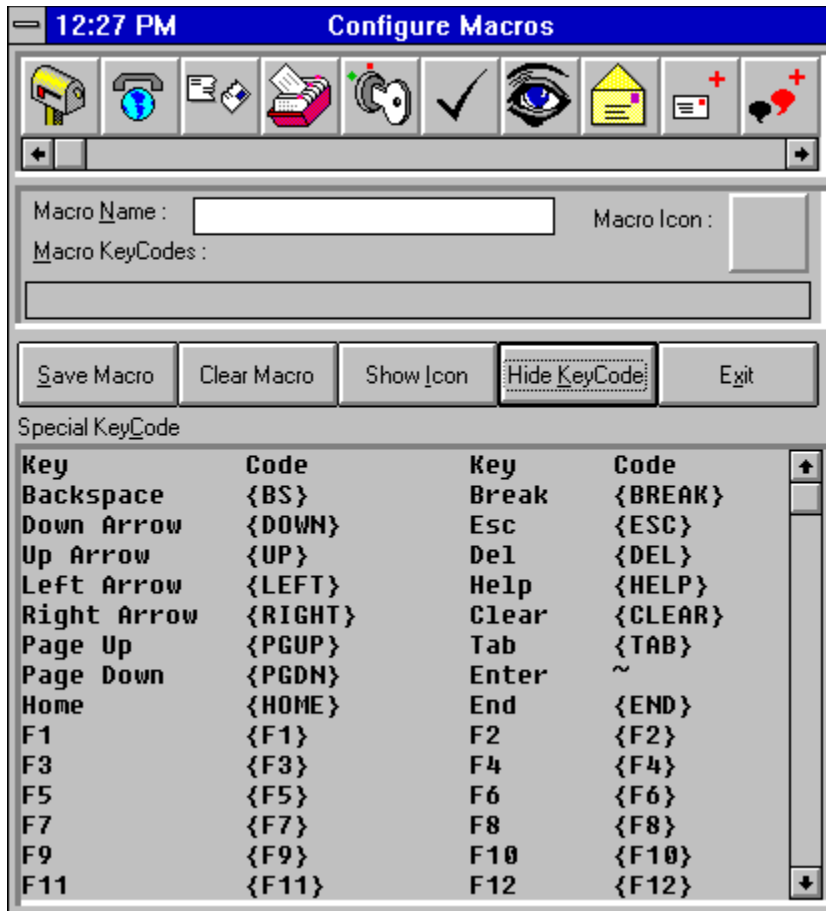 12:27 PM Configure Macros
Macro Name : Macro Icon :
Macro KeyCodes :
Save Macro Clear Macro Show Icon Hide KeyCode Exit
Special KeyCode
Key Code Key Code
Backspace {BS} Break {BREAK}
Down Arrow {DOWN} Esc {ESC}
Up Arrow {UP} Del {DEL}
Left Arrow {LEFT} Help {HELP}
Right Arrow {RIGHT} Clear {CLEAR}
Page Up {PGUP} Tab {TAB}
Page Down {PGDN} Enter ~
Home {HOME} End {END}
F1 {F1} F2 {F2}
F3 {F3} F4 {F4}
F5 {F5} F6 {F6}
F7 {F7} F8 {F8}
F9 {F9} F10 {F10}
F11 {F11} F12 {F12}